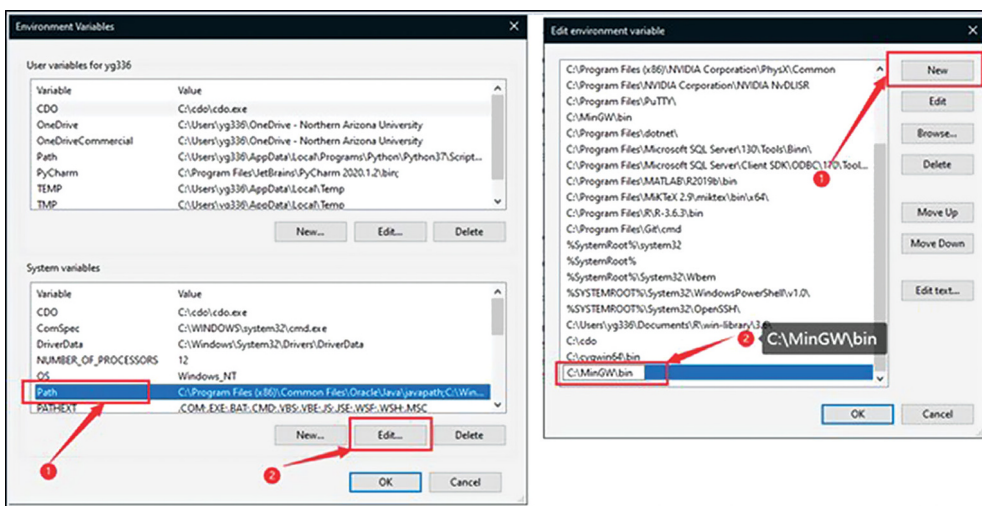 Environment Variables
User variables for yg336
Variable Value
CDO C:\cdo\cdo.exe
OneDrive C:\Users\yg336\OneDrive - Northern Arizona University
OneDriveCommercial C:\Users\yg336\OneDrive - Northern Arizona University
Path C:\Users\yg336\AppData\Local\Programs\Python\Python37\Script...
PyCharm C:\Program Files\JetBrains\PyCharm 2020.1.2\bin;
TEMP C:\Users\yg336\AppData\Local\Temp
TMP C:\Users\yg336\AppData\Local\Temp
New... Edit... Delete
System variables
Variable Value
CDO C:\cdo\cdo.exe
ComSpec C:\WINDOWS\system32\cmd.exe
DriverData C:\Windows\System32\Drivers\DriverData
NUMBER_OF_PROCESSORS 12
OS Windows_NT
Path C:\Program Files (x86)\Common Files\Oracle\Java\javapath;C:\Win...
PATHEXT .COM;.EXE;.BAT;.CMD;.VBS;.VBE;.JS;.JSE;.WSF;.WSH;.MSC
New... Edit... Delete
1
2
OK Cancel
Edit environment variable
C:\Program Files (x86)\NVIDIA Corporation\PhysX\Common
C:\Program Files\NVIDIA Corporation\NVIDIA NvDLISR
C:\Program Files\PuTTY\
C:\MinGW\bin
C:\Program Files\dotnet\
C:\Program Files\Microsoft SQL Server\130\Tools\Binn\
C:\Program Files\Microsoft SQL Server\Client SDK\ODBC\170\Tool...
C:\Program Files\MATLAB\R2019b\bin
C:\Program Files\MiKTeX 2.9\miktex\bin\x64\
C:\Program Files\R\R-3.6.3\bin
C:\Program Files\Git\cmd
%SystemRoot%\system32
%SystemRoot%
%SystemRoot%\System32\Wbem
%SYSTEMROOT%\System32\WindowsPowerShell\v1.0\
%SYSTEMROOT%\System32\OpenSSH\
C:\Users\yg336\Documents\R\win-library\3.6\
C:\cdo
C:\cygwin64\bin
C:\MinGW\bin
2 C:\MinGW\bin
New
Edit
Browse...
1
Delete
Move Up
Move Down
Edit text...
OK Cancel